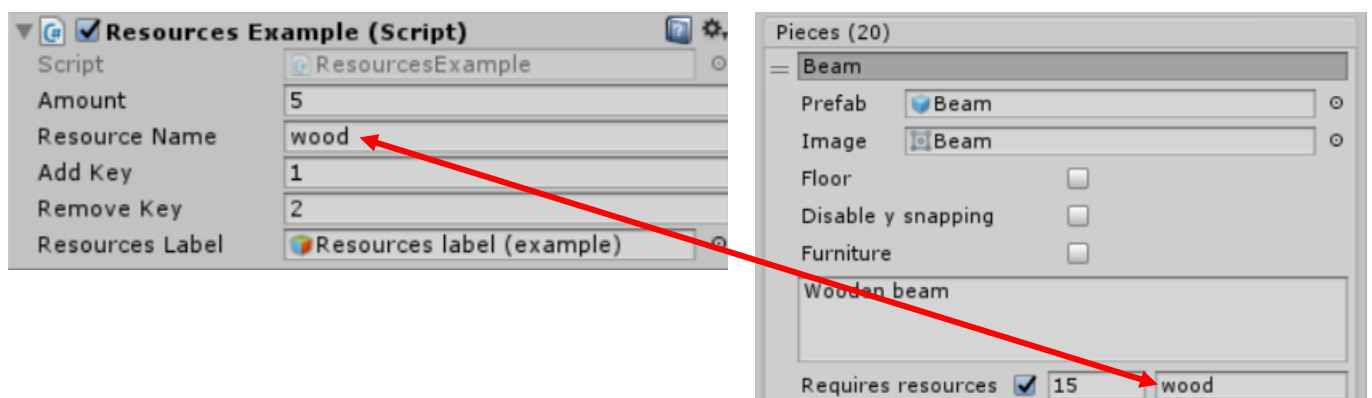 Resources Example (Script)
Script ResourcesExample
Amount 5
Resource Name wood
Add Key 1
Remove Key 2
Resources Label Resources label (example)
Pieces (20)
Beam
Prefab Beam
Image Beam
Floor
Disable y snapping
Furniture
Wooden beam
Requires resources 15 wood